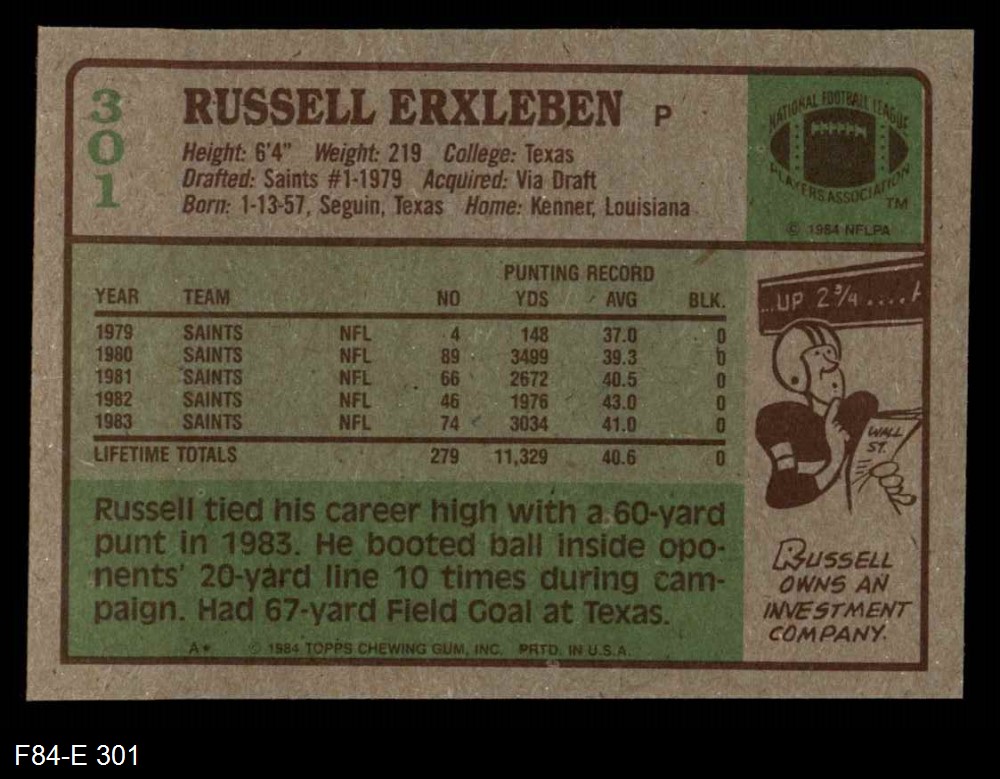 301
RUSSELL ERXLEBEN P
Height: 6'4" Weight: 219 College: Texas
Drafted: Saints #1-1979 Acquired: Via Draft
Born: 1-13-57, Seguin, Texas Home: Kenner, Louisiana
NATIONAL FOOTBALL LEAGUE
PLAYERS ASSOCIATION
TM
© 1984 NFLPA
PUNTING RECORD
YEAR TEAM NO YDS AVG BLK.
1979 SAINTS NFL 4 148 37.0 0
1980 SAINTS NFL 89 3499 39.3 0
1981 SAINTS NFL 66 2672 40.5 0
1982 SAINTS NFL 46 1976 43.0 0
1983 SAINTS NFL 74 3034 41.0 0
LIFETIME TOTALS 279 11,329 40.6 0
...UP 2 3/4 ....
WALL
ST.
RUSSELL
OWNS AN
INVESTMENT
COMPANY.
Russell tied his career high with a 60-yard
punt in 1983. He booted ball inside opo-
nents' 20-yard line 10 times during cam-
paign. Had 67-yard Field Goal at Texas.
A* © 1984 TOPPS CHEWING GUM, INC. PRTD. IN U.S.A.
F84-E 301